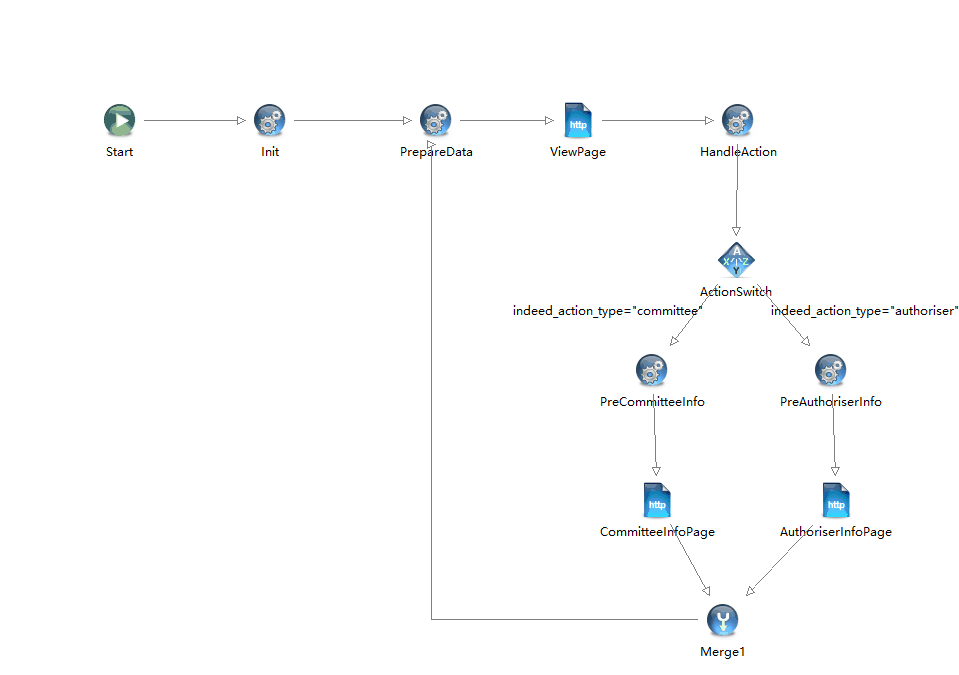 Start
Init
PrepareData
http
ViewPage
HandleAction
A
X Z
Y
ActionSwitch
indeed_action_type="committee"
indeed_action_type="authoriser"
PreCommitteeInfo
PreAuthoriserInfo
http
http
CommitteeInfoPage
AuthoriserInfoPage
Merge1